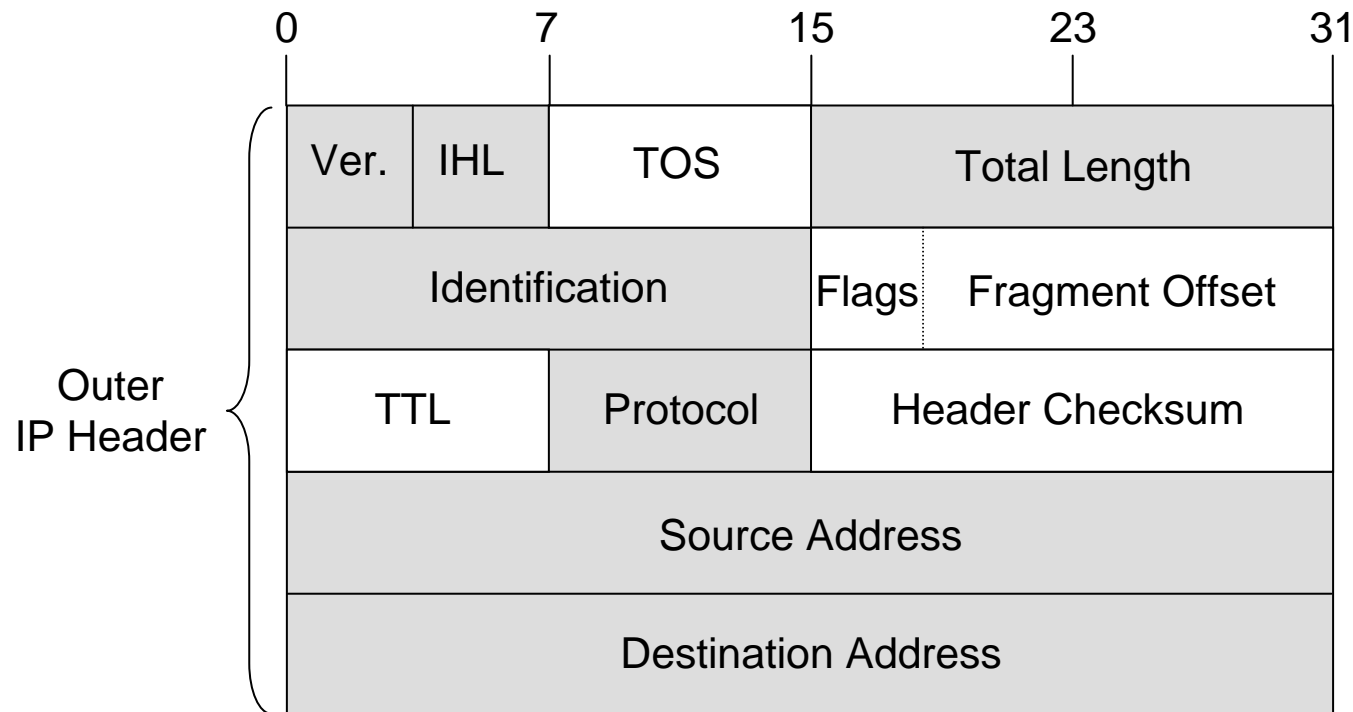 0 7 15 23 31
Ver. IHL TOS Total Length
Identification Flags Fragment Offset
Outer
IP Header
TTL Protocol Header Checksum
Source Address
Destination Address